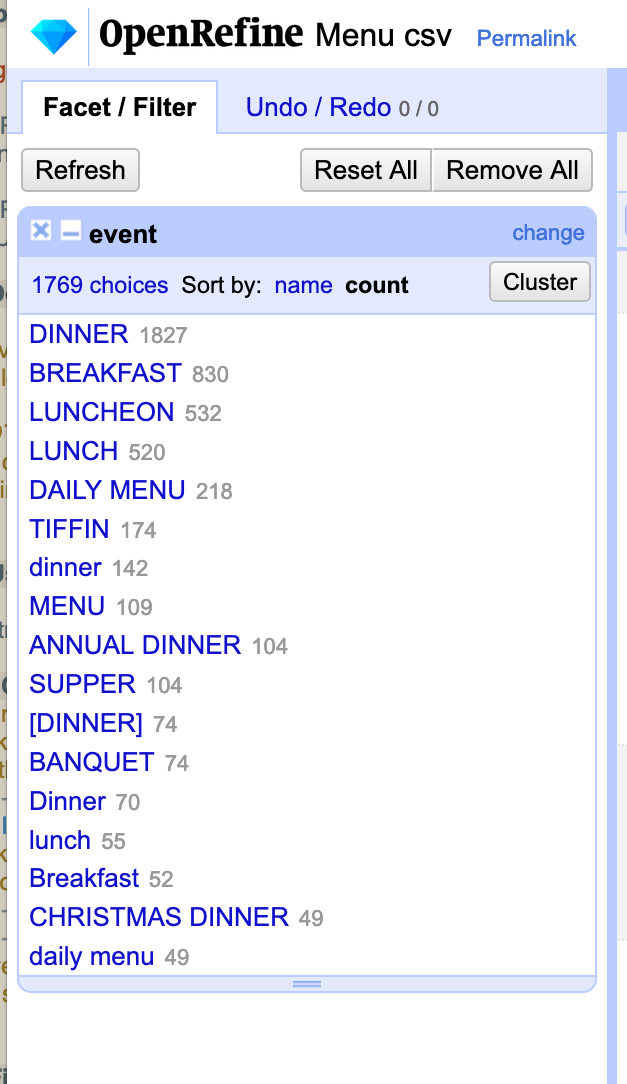 OpenRefine Menu csv Permalink
Facet / Filter Undo / Redo 0 / 0
Refresh Reset All Remove All
event change
1769 choices Sort by: name count Cluster
DINNER 1827
BREAKFAST 830
LUNCHEON 532
LUNCH 520
DAILY MENU 218
TIFFIN 174
dinner 142
MENU 109
ANNUAL DINNER 104
SUPPER 104
[DINNER] 74
BANQUET 74
Dinner 70
lunch 55
Breakfast 52
CHRISTMAS DINNER 49
daily menu 49